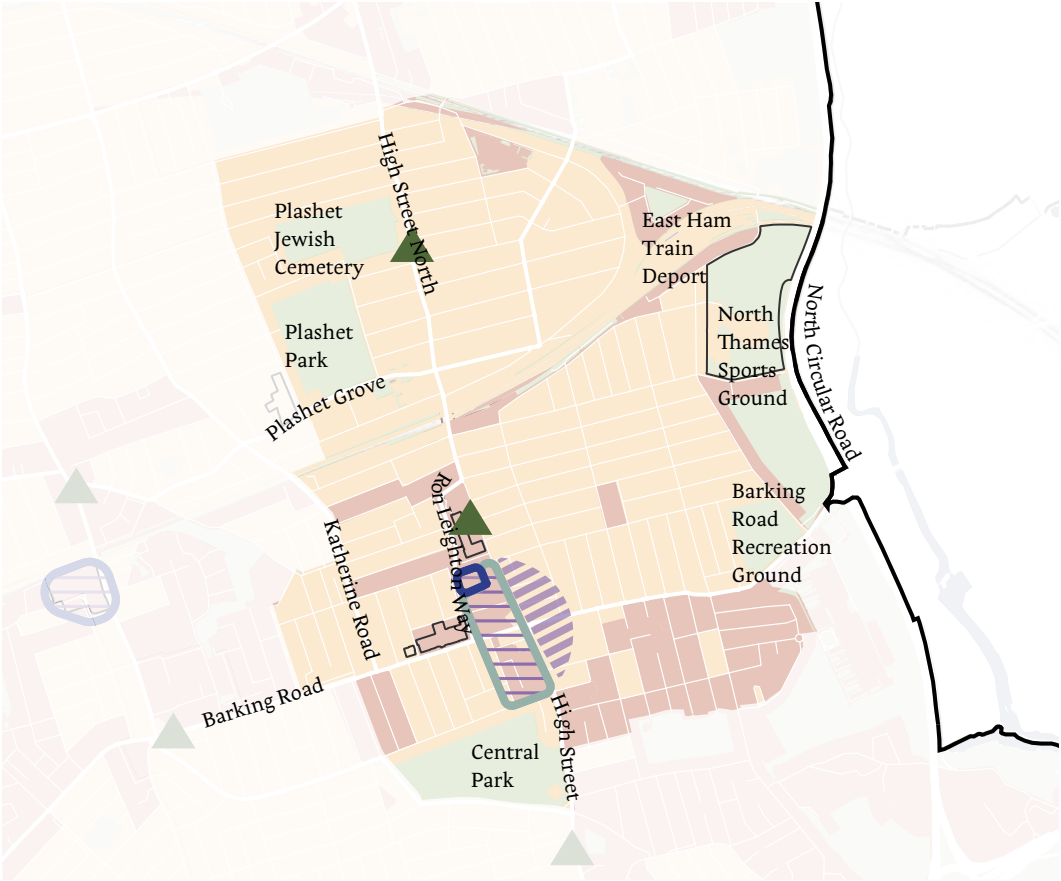 High Street North
Plashet
Jewish
Cemetery
East Ham
Train
Deport
Plashet
Park
North
Thames
Sports
Ground
North Circular Road
Plashet Grove
Ron Leighton Way
Barking
Road
Recreation
Ground
Katherine Road
Barking Road
High Street
Central
Park